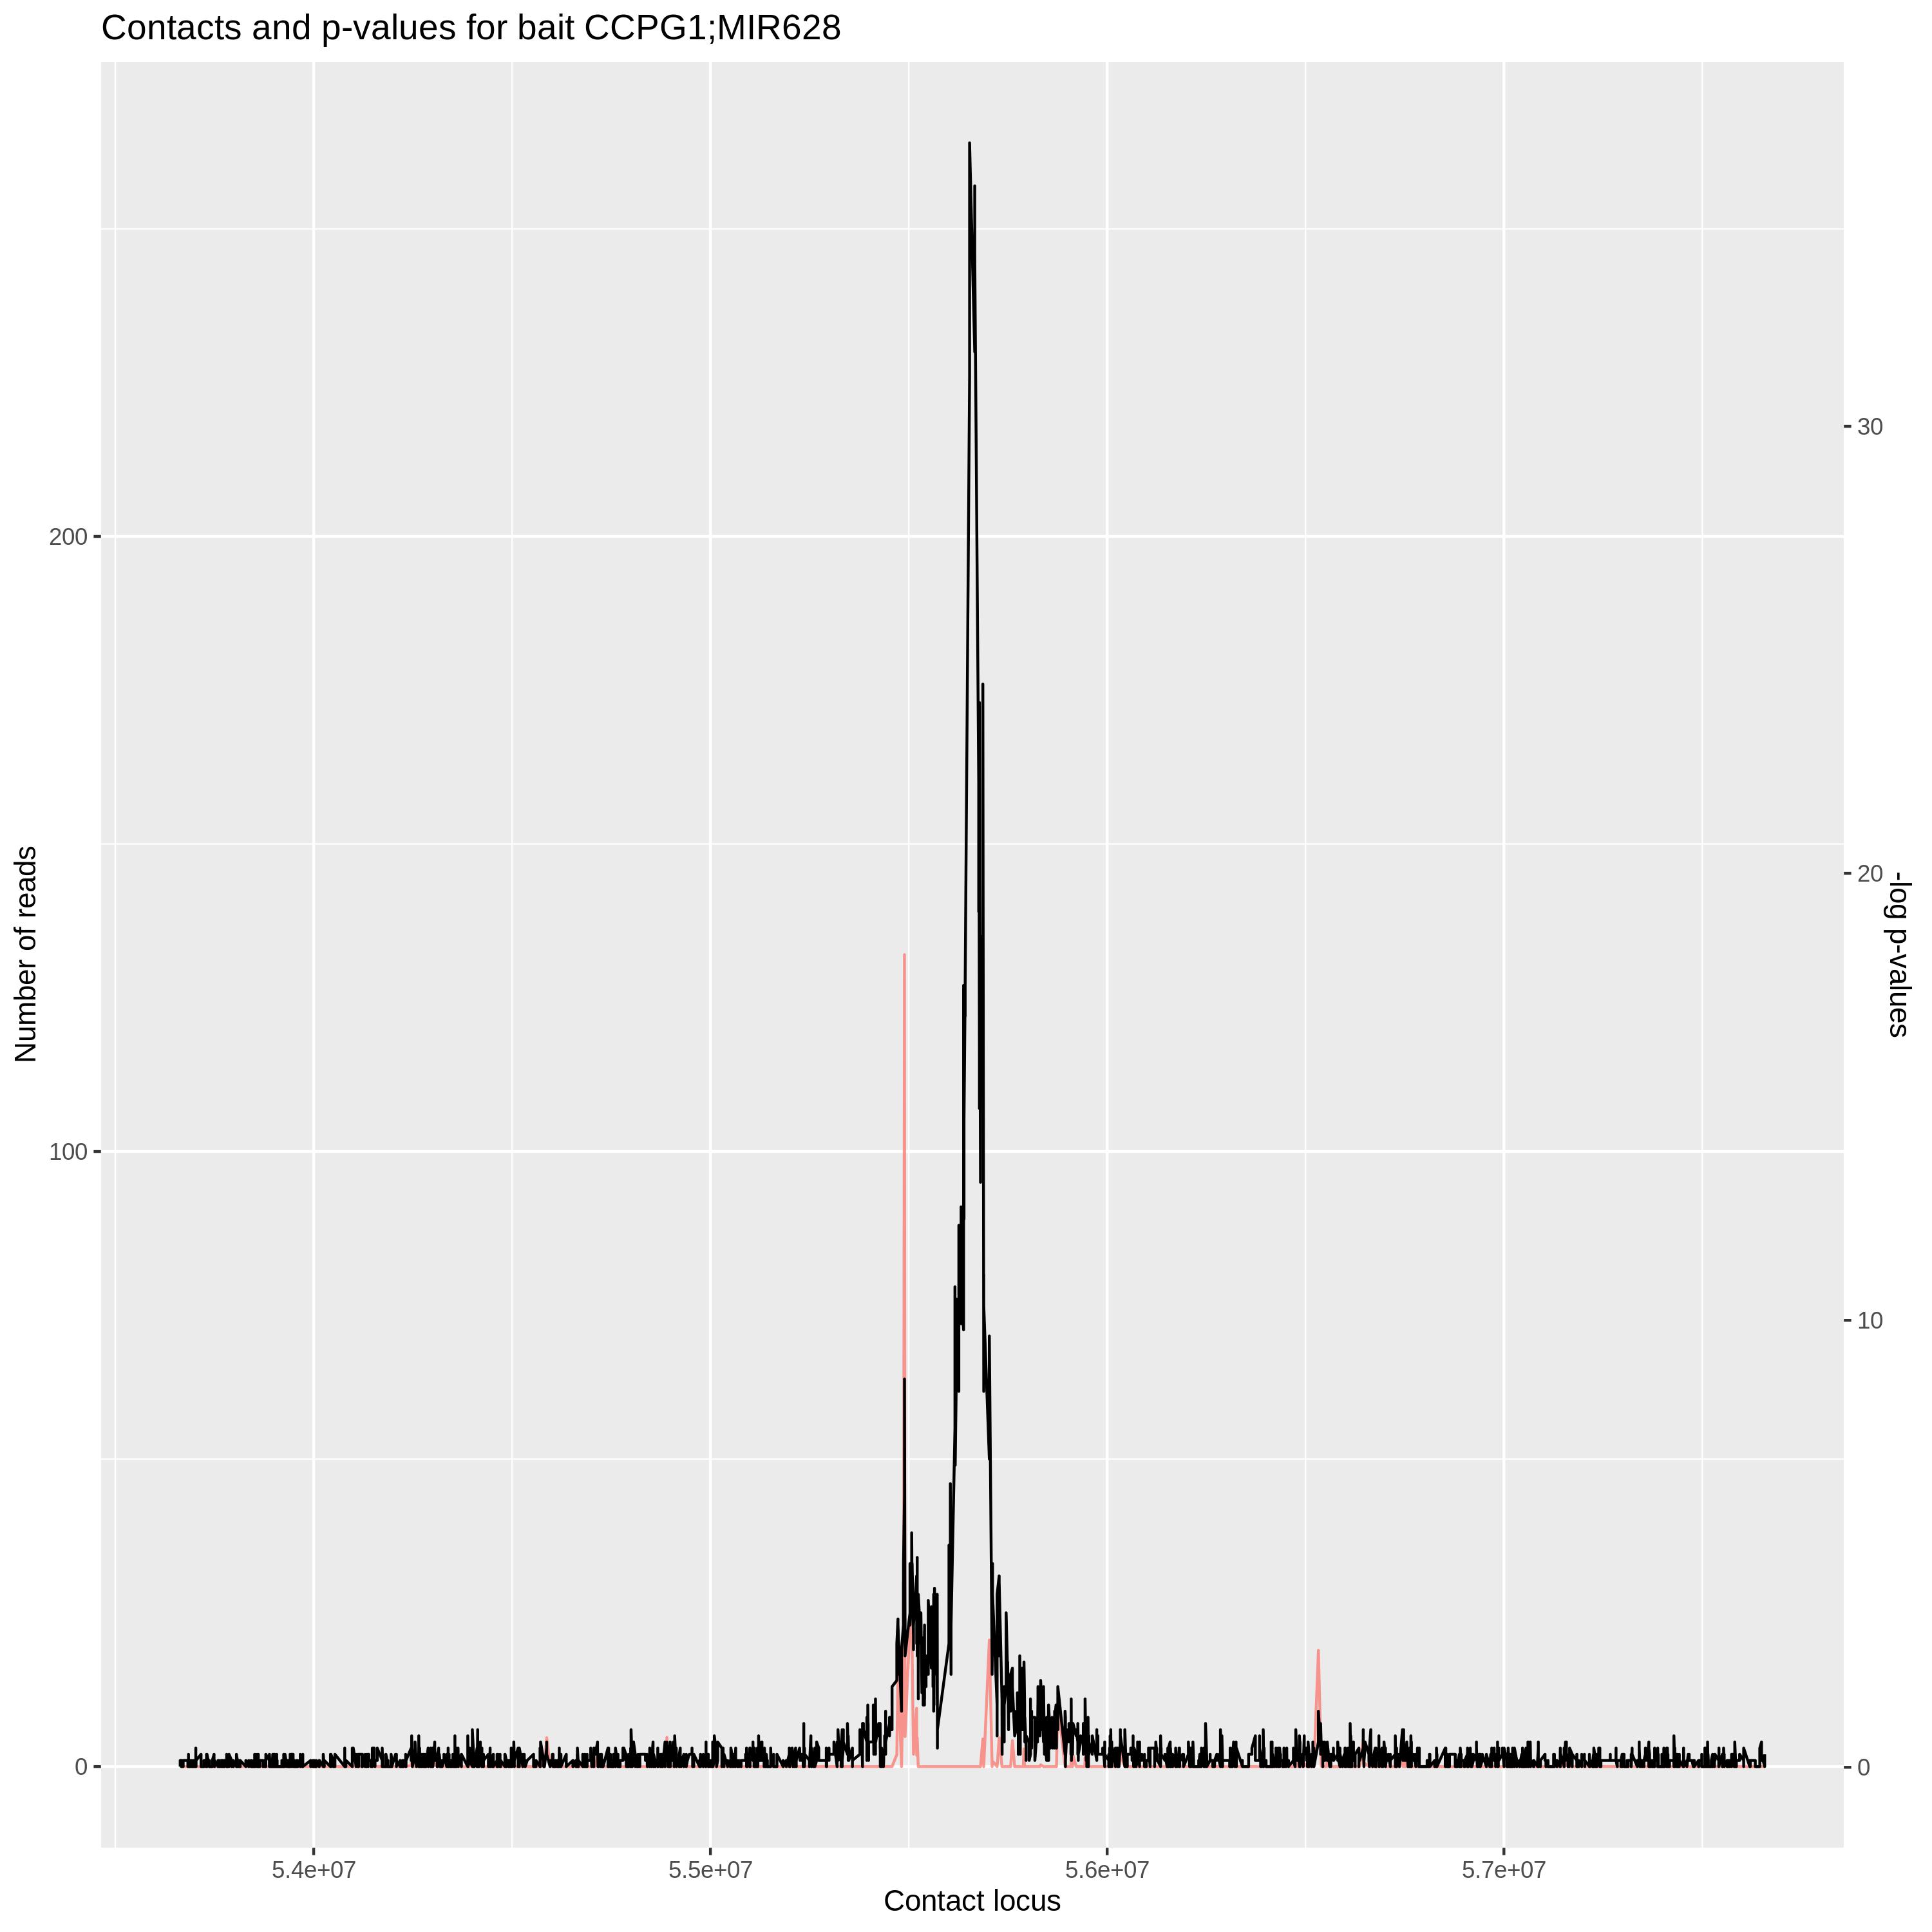 Contacts and p-values for bait CCPG1;MIR628
Number of reads
200
100
0
30
20
10
0
-log p-values
5.4e+07
5.5e+07
5.6e+07
5.7e+07
Contact locus